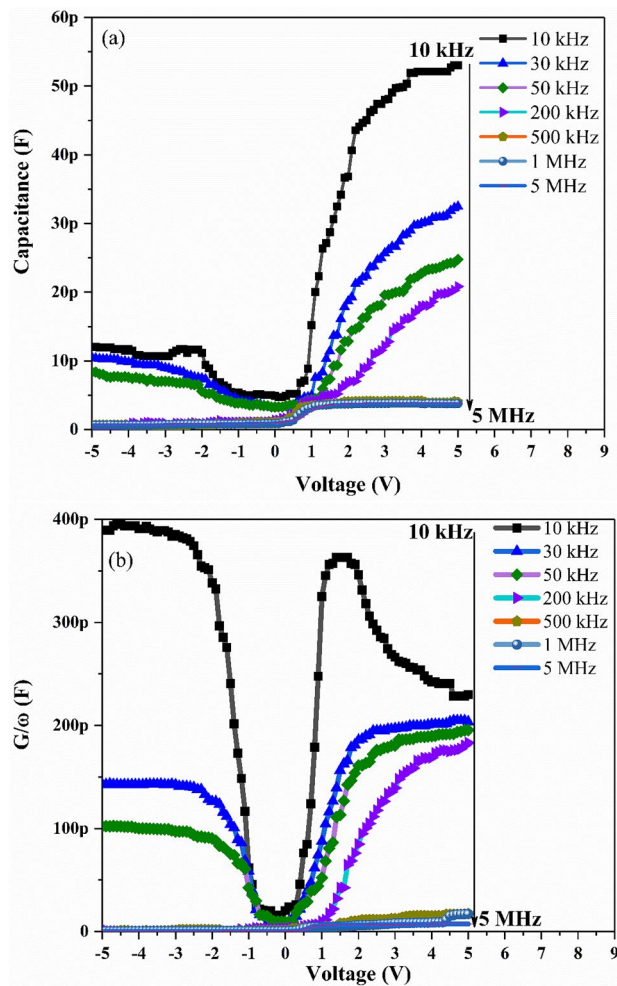 (a)
10 kHz
10 kHz
30 kHz
50 kHz
200 kHz
500 kHz
1 MHz
5 MHz
5 MHz
60p
50p
40p
30p
20p
10p
0
Capacitance (F)
-5 -4 -3 -2 -1 0 1 2 3 4 5 6 7 8 9
Voltage (V)
(b)
10 kHz
10 kHz
30 kHz
50 kHz
200 kHz
500 kHz
1 MHz
5 MHz
5 MHz
400p
300p
200p
100p
0
G/ω (F)
-5 -4 -3 -2 -1 0 1 2 3 4 5 6 7 8 9
Voltage (V)